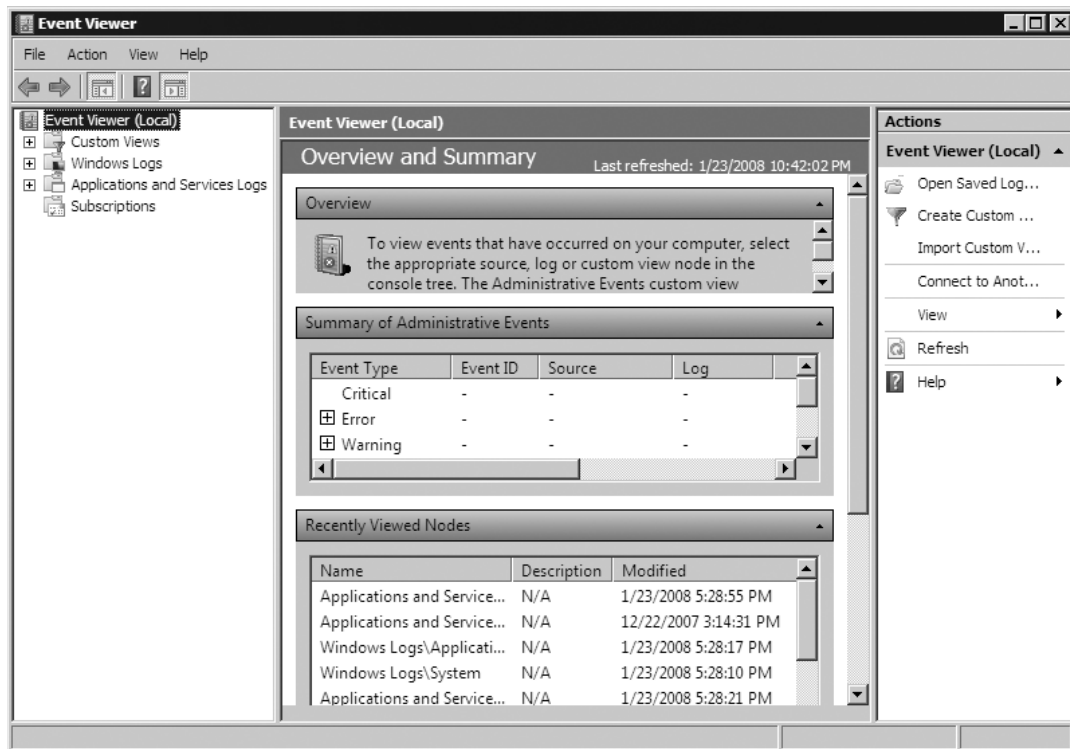 Event Viewer
File Action View Help
Event Viewer (Local)
Custom Views
Windows Logs
Applications and Services Logs
Subscriptions
Event Viewer (Local)
Overview and Summary Last refreshed: 1/23/2008 10:42:02 PM
Overview
To view events that have occurred on your computer, select
the appropriate source, log or custom view node in the
console tree. The Administrative Events custom view
Summary of Administrative Events
Event Type Event ID Source Log
Critical - - -
Error - - -
Warning - - -
Recently Viewed Nodes
Name Description Modified
Applications and Service... N/A 1/23/2008 5:28:55 PM
Applications and Service... N/A 12/22/2007 3:14:31 PM
Windows Logs\Applicati... N/A 1/23/2008 5:28:17 PM
Windows Logs\System N/A 1/23/2008 5:28:10 PM
Applications and Service... N/A 1/23/2008 5:28:21 PM
Actions
Event Viewer (Local)
Open Saved Log...
Create Custom ...
Import Custom V...
Connect to Anot...
View
Refresh
Help